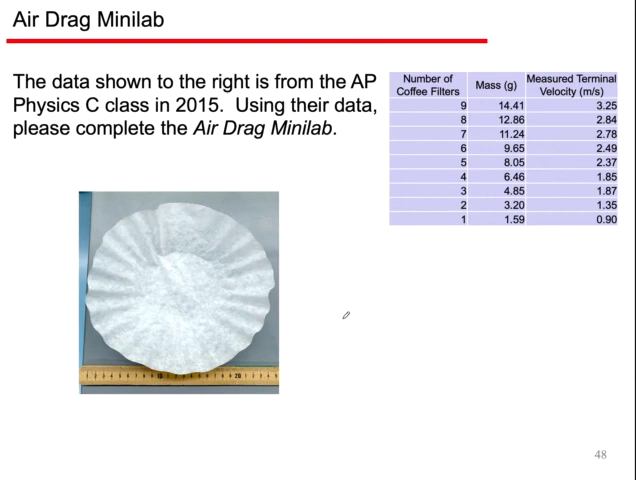 Air Drag Minilab
The data shown to the right is from the AP
Physics C class in 2015. Using their data,
please complete the Air Drag Minilab.
Number of Coffee Filters Mass (g) Measured Terminal Velocity (m/s)
9 14.41 3.25
8 12.86 2.84
7 11.24 2.78
6 9.65 2.49
5 8.05 2.37
4 6.46 1.85
3 4.85 1.87
2 3.20 1.35
1 1.59 0.90
48